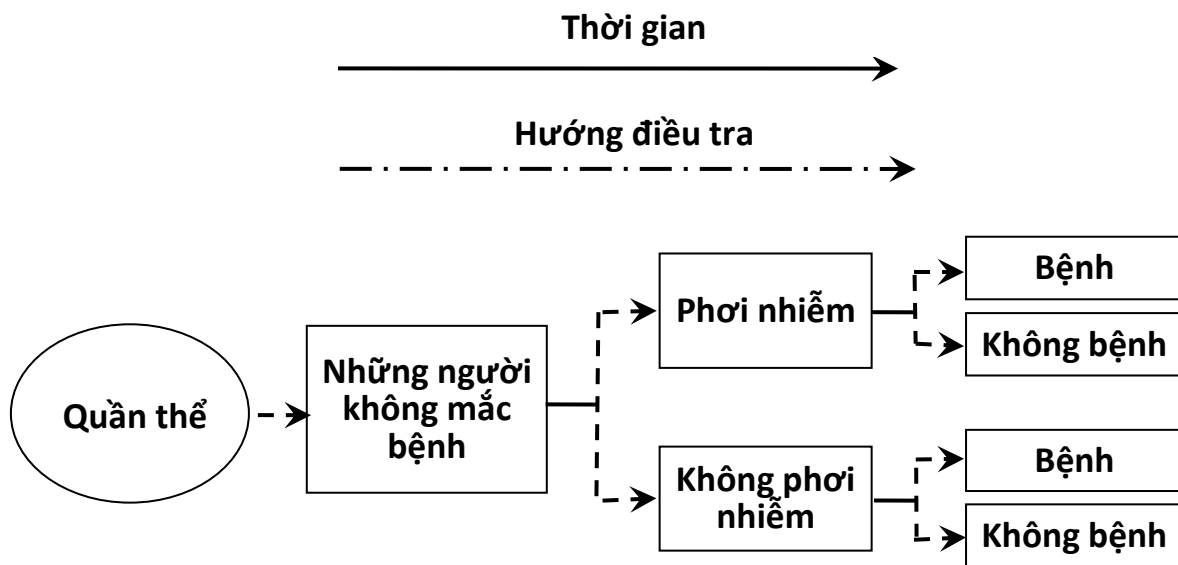 Thời gian
Hướng điều tra
Quần thể
Những người
không mắc
bệnh
Phơi nhiễm
Bệnh
Không bệnh
Không phơi
nhiễm
Bệnh
Không bệnh